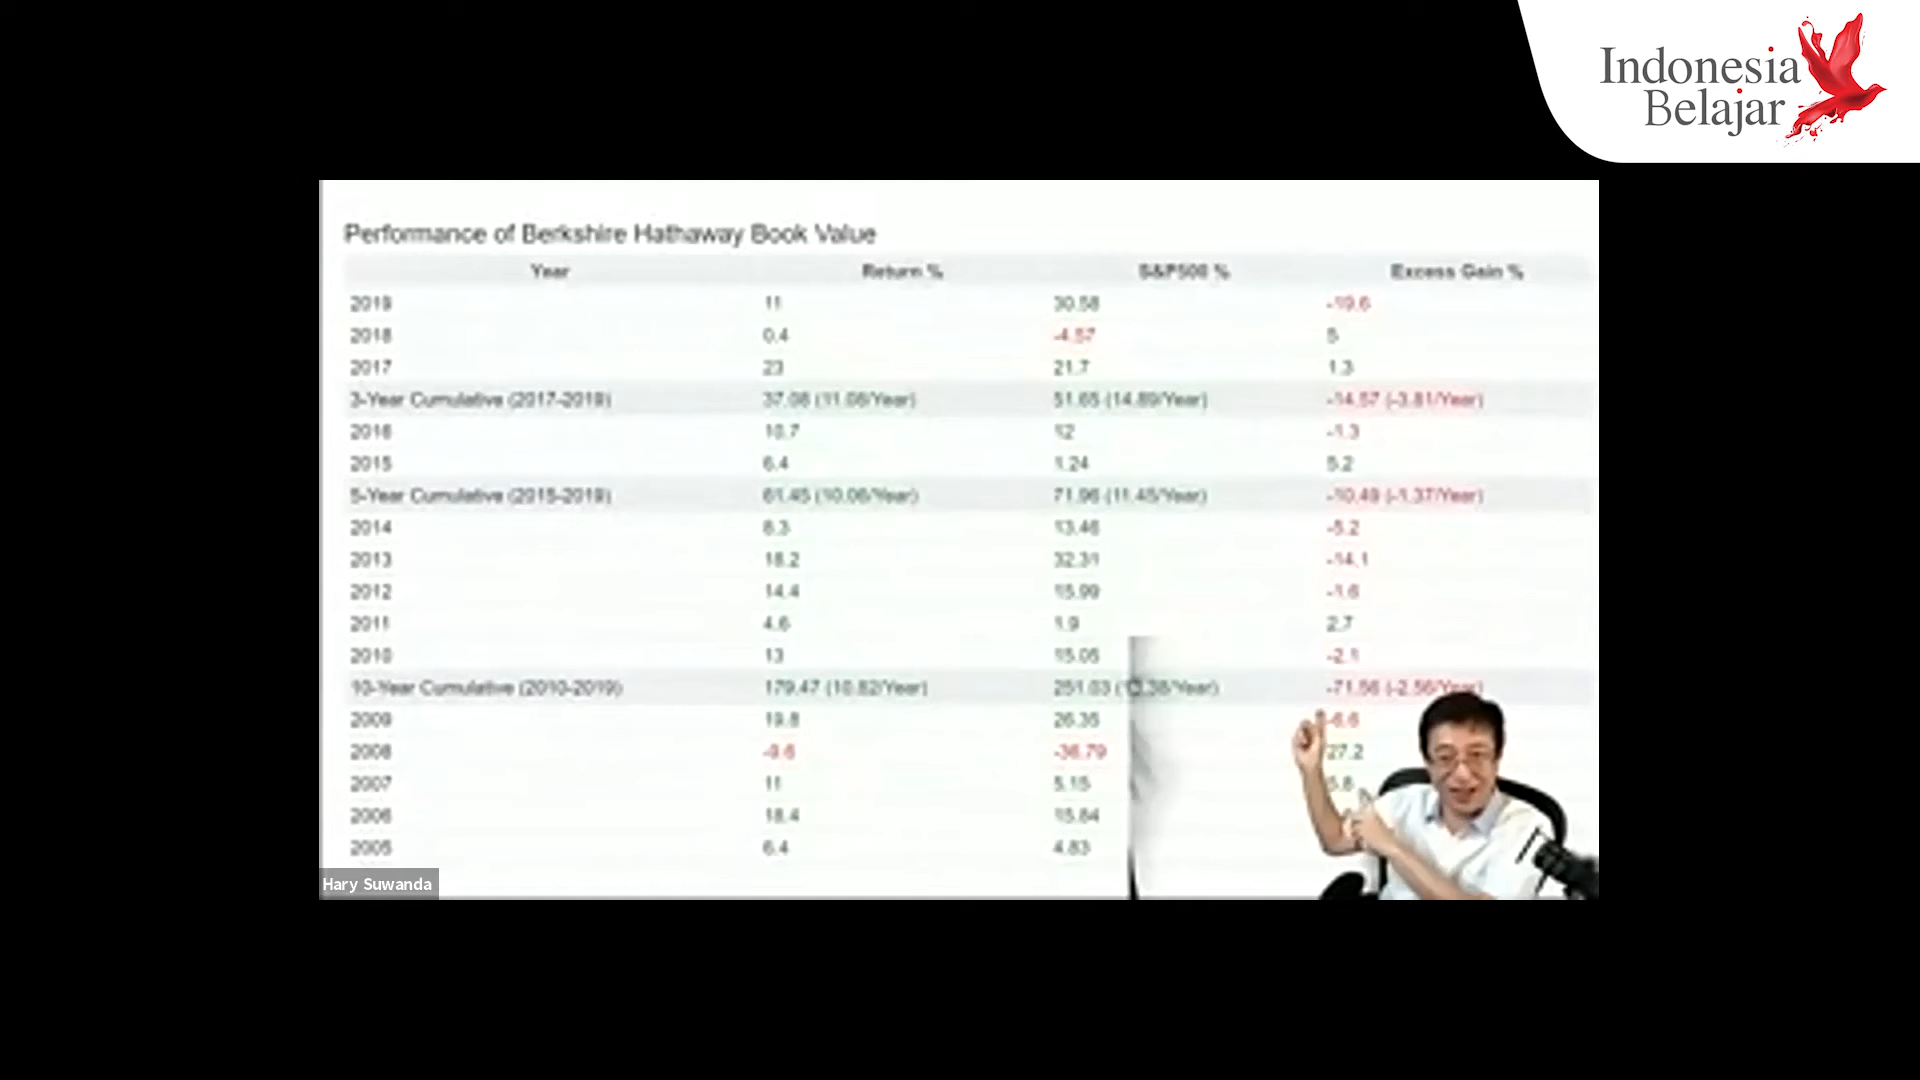 Indonesia
Belajar
Performance of Berkshire Hathaway Book Value
Year Return % S&P500 % Excess Gain %
2019 11 30.58 -19.6
2018 0.4 -4.57 5
2017 23 21.7 1.3
3-Year Cumulative (2017-2019) 37.08 (11.08/Year) 51.65 (14.89/Year) -14.57 (-3.81/Year)
2016 10.7 12 -1.3
2015 6.4 1.24 5.2
5-Year Cumulative (2015-2019) 61.45 (10.06/Year) 71.96 (11.45/Year) (-1.37/Year)
2014 8.3 13.46 -5.2
2013 18.2 32.31 -14.1
2012 14.4 15.99 -1.6
2011 4.6 1.9 2.7
2010 13 15.05 -2.1
10-Year Cumulative (2010-2019) 179.47 (10.82/Year) 251.03 -71.56 (-2.56/Year)
2009 19.8 26.35 -6.6
2008 -9.6 -36.79 27.2
2007 11 5.15 5.8
2006 18.4 15.84
2005 6.4 4.83
Hary Suwanda